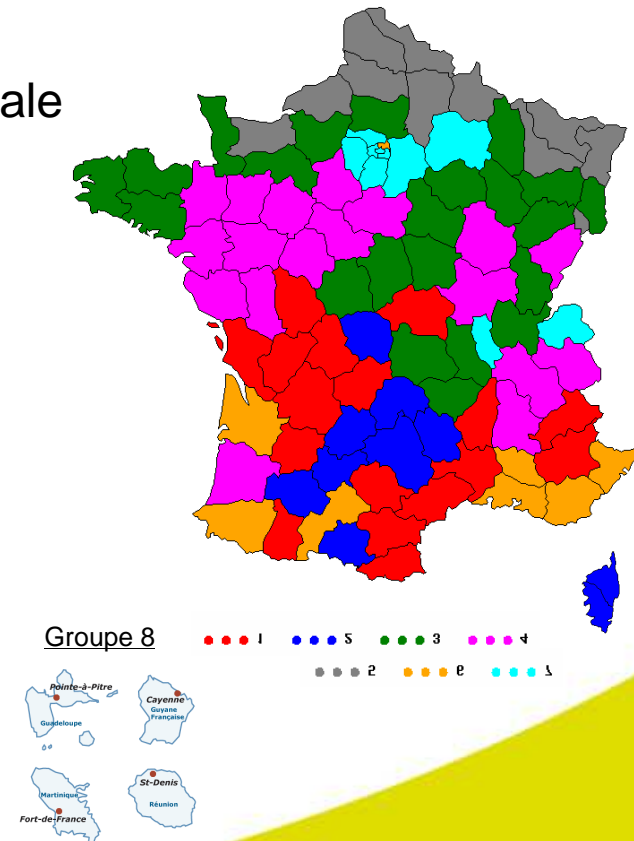 ale
Groupe 8
1 2 3 4
5 6 7
Pointe-à-Pitre
Guadeloupe
Cayenne
Guyane
Française
Martinique
Fort-de-France
St-Denis
Réunion